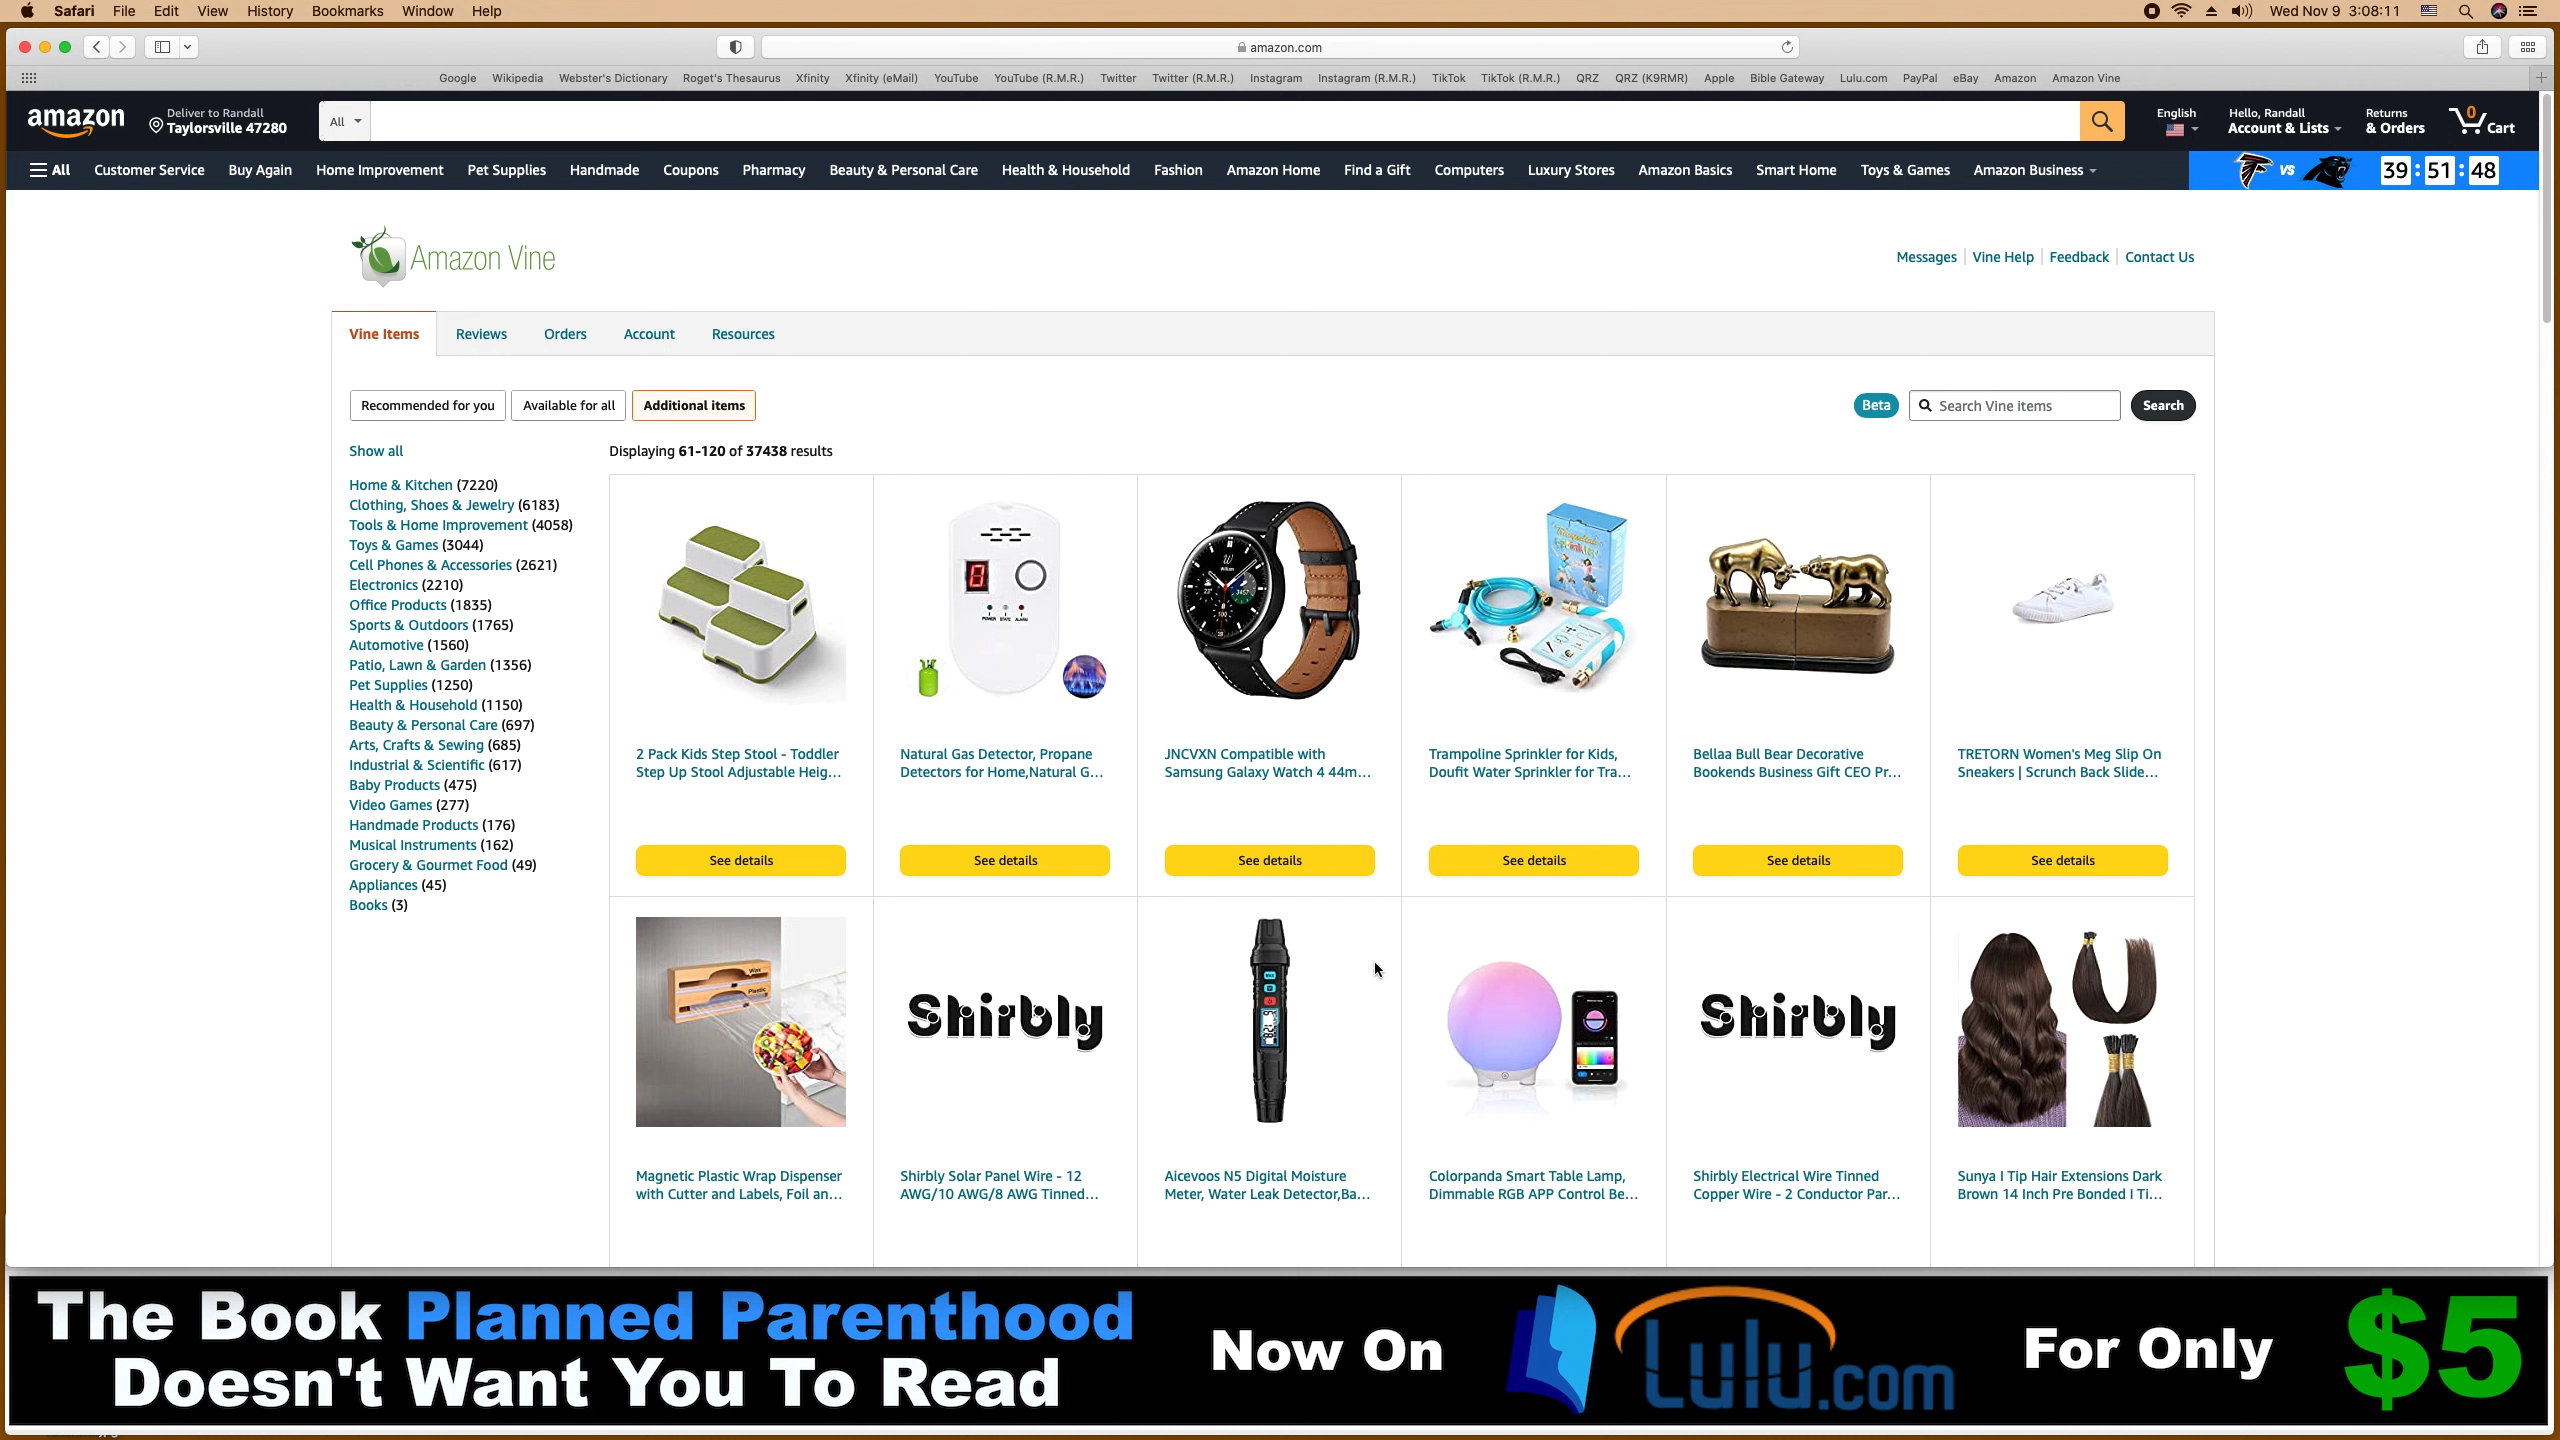 Safari File Edit View History Bookmarks Window Help
Wed Nov 9 3:08:11
amazon.com
Google Wikipedia Webster's Dictionary Roget's Thesaurus Xfinity Xfinity (eMail) YouTube YouTube (R.M.R.) Twitter Twitter (R.M.R.) Instagram Instagram (R.M.R.) TikTok TikTok (R.M.R.) QRZ QRZ (K9RMR) Apple Bible Gateway Lulu.com PayPal eBay Amazon Amazon Vine
amazon
Deliver to Randall
Taylorsville 47280
All
English
Hello, Randall
Account & Lists
Returns
& Orders
0
Cart
All Customer Service Buy Again Home Improvement Pet Supplies Handmade Coupons Pharmacy Beauty & Personal Care Health & Household Fashion Amazon Home Find a Gift Computers Luxury Stores Amazon Basics Smart Home Toys & Games Amazon Business
VS 39:51:48
Amazon Vine
Messages Vine Help Feedback Contact Us
Vine Items Reviews Orders Account Resources
Recommended for you Available for all Additional items
Beta Search Vine items Search
Show all
Displaying 61-120 of 37438 results
Home & Kitchen (7220)
Clothing, Shoes & Jewelry (6183)
Tools & Home Improvement (4058)
Toys & Games (3044)
Cell Phones & Accessories (2621)
Electronics (2210)
Office Products (1835)
Sports & Outdoors (1765)
Automotive (1560)
Patio, Lawn & Garden (1356)
Pet Supplies (1250)
Health & Household (1150)
Beauty & Personal Care (697)
Arts, Crafts & Sewing (685)
Industrial & Scientific (617)
Baby Products (475)
Video Games (277)
Handmade Products (176)
Musical Instruments (162)
Grocery & Gourmet Food (49)
Appliances (45)
Books (3)
8
POWER STATE ALARM
2 Pack Kids Step Stool - Toddler
Step Up Stool Adjustable Heig...
Natural Gas Detector, Propane
Detectors for Home,Natural G...
JNCVXN Compatible with
Samsung Galaxy Watch 4 44m...
Trampoline Sprinkler for Kids,
Doufit Water Sprinkler for Tra...
Bellaa Bull Bear Decorative
Bookends Business Gift CEO Pr...
TRETORN Women's Meg Slip On
Sneakers | Scrunch Back Slide...
See details See details See details See details See details See details
Wax
Plastic
Shirbly
Shirbly
Magnetic Plastic Wrap Dispenser
with Cutter and Labels, Foil an...
Shirbly Solar Panel Wire - 12
AWG/10 AWG/8 AWG Tinned...
Aicevoos N5 Digital Moisture
Meter, Water Leak Detector,Ba...
Colorpanda Smart Table Lamp,
Dimmable RGB APP Control Be...
Shirbly Electrical Wire Tinned
Copper Wire - 2 Conductor Par...
Sunya I Tip Hair Extensions Dark
Brown 14 Inch Pre Bonded I Ti...
The Book Planned Parenthood
Doesn't Want You To Read
Now On
Lulu.com
For Only
$5